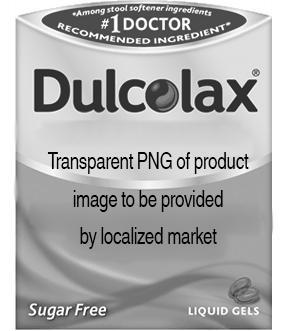 *Among stool softener ingredients
#1 DOCTOR
RECOMMENDED INGREDIENT*
Dulcolax®
Transparent PNG of product
image to be provided
by localized market
Sugar Free
LIQUID GELS